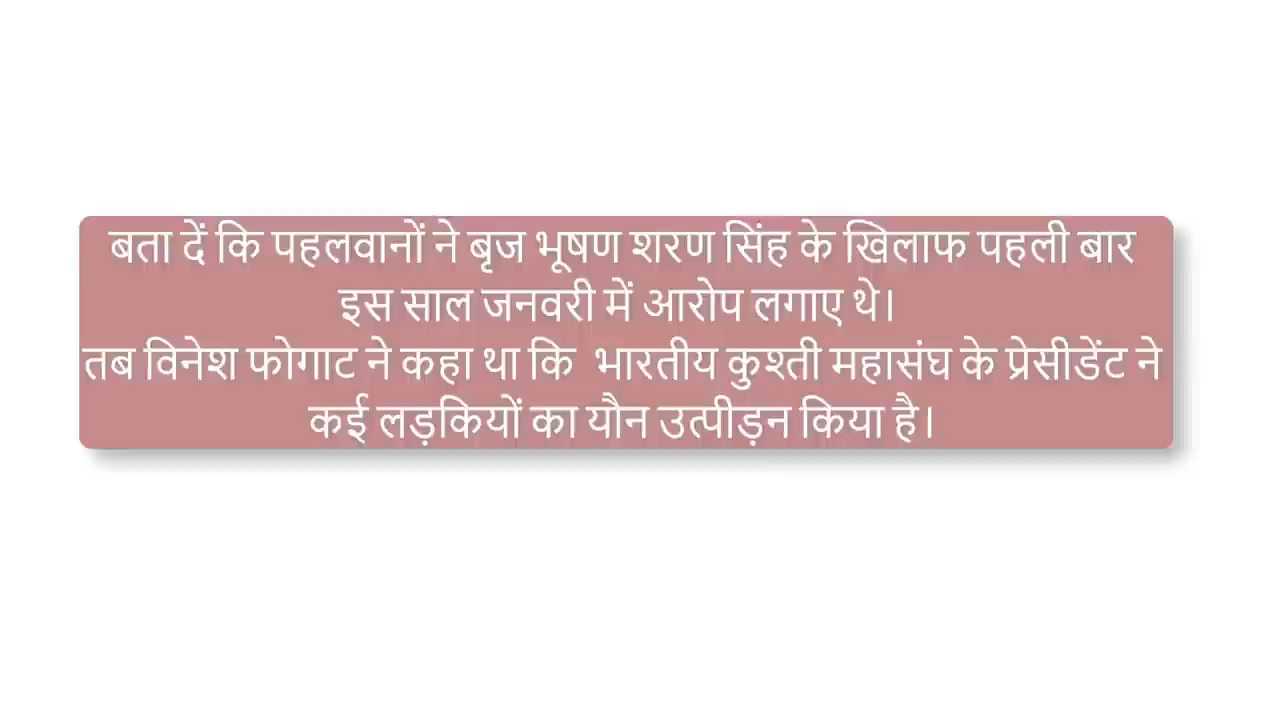 बता दें कि पहलवानों ने बृज भूषण शरण सिंह के खिलाफ पहली बार
इस साल जनवरी में आरोप लगाए थे।
तब विनेश फोगाट ने कहा था कि  भारतीय कुश्ती महासंघ के प्रेसीडेंट ने
कई लड़कियों का यौन उत्पीड़न किया है।